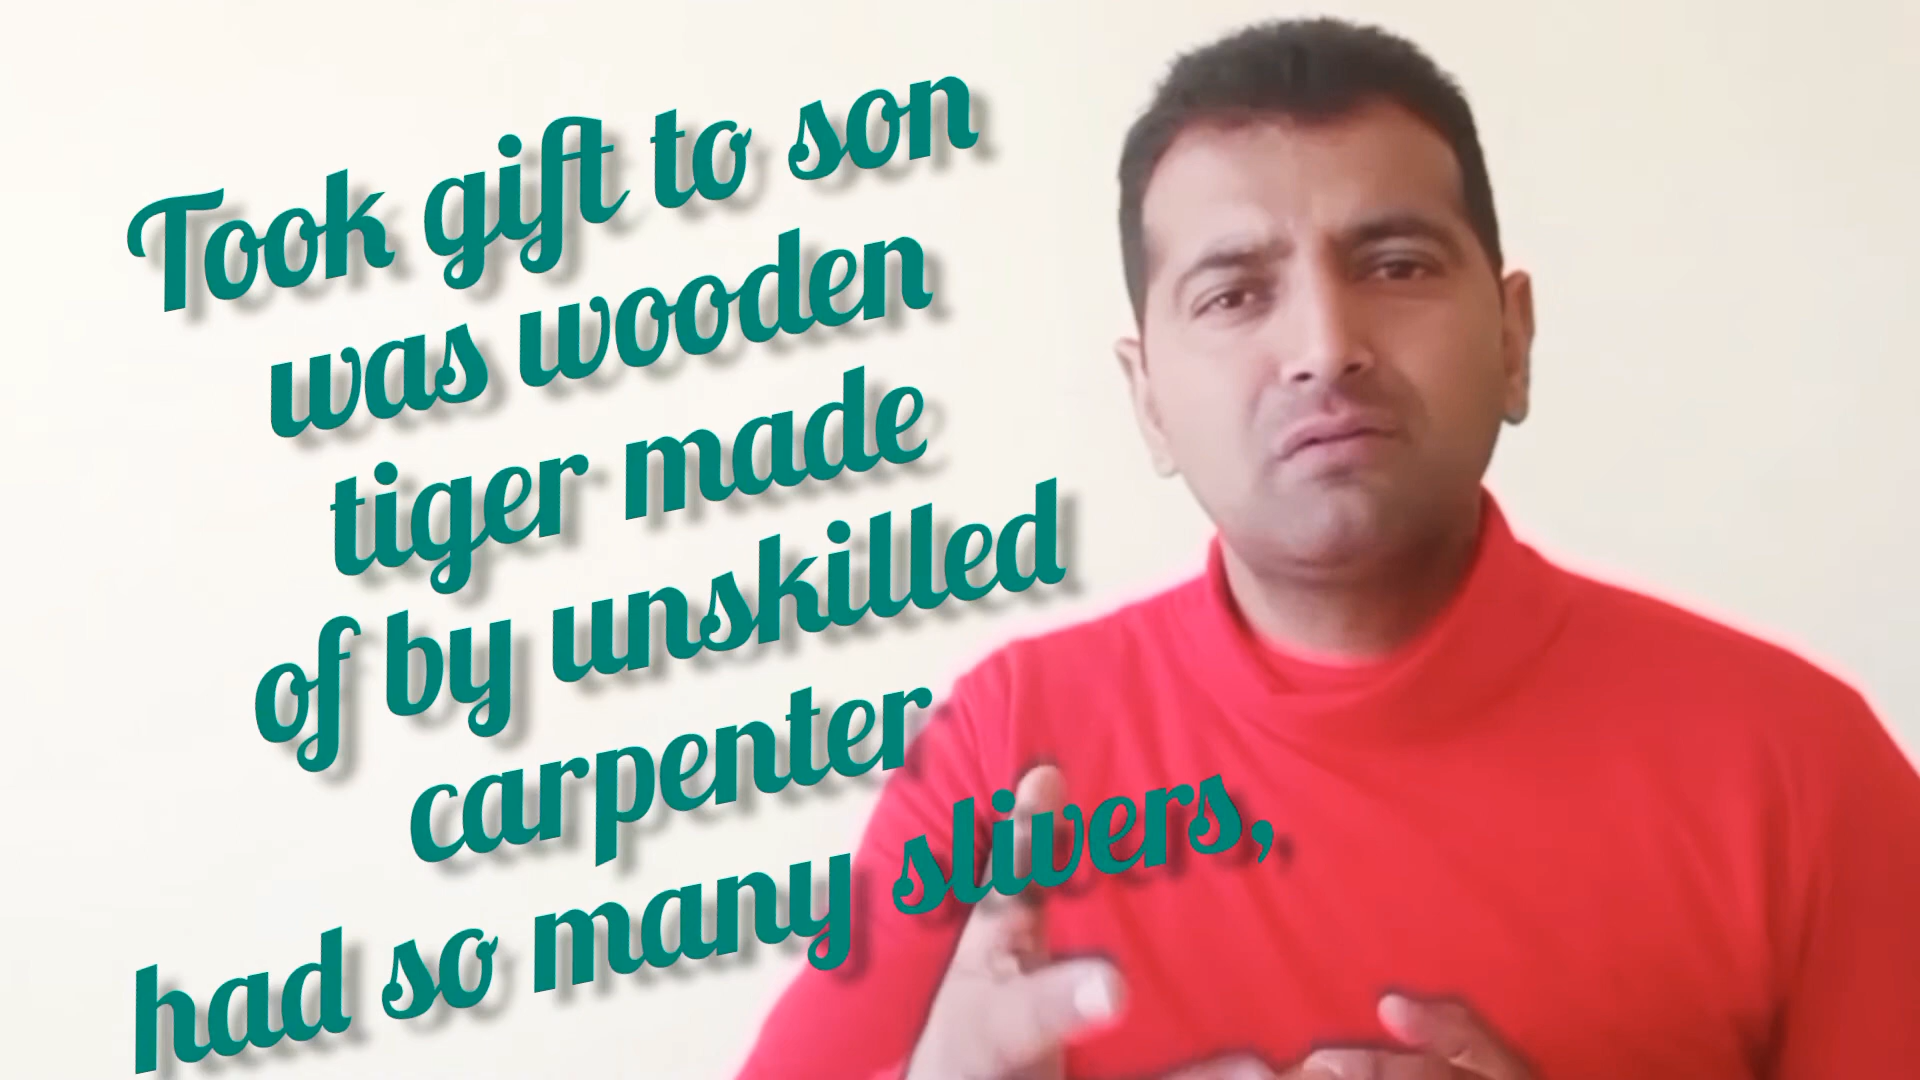 Took gift to son
was wooden
tiger made
of by unskilled
carpenter
had so many slivers,